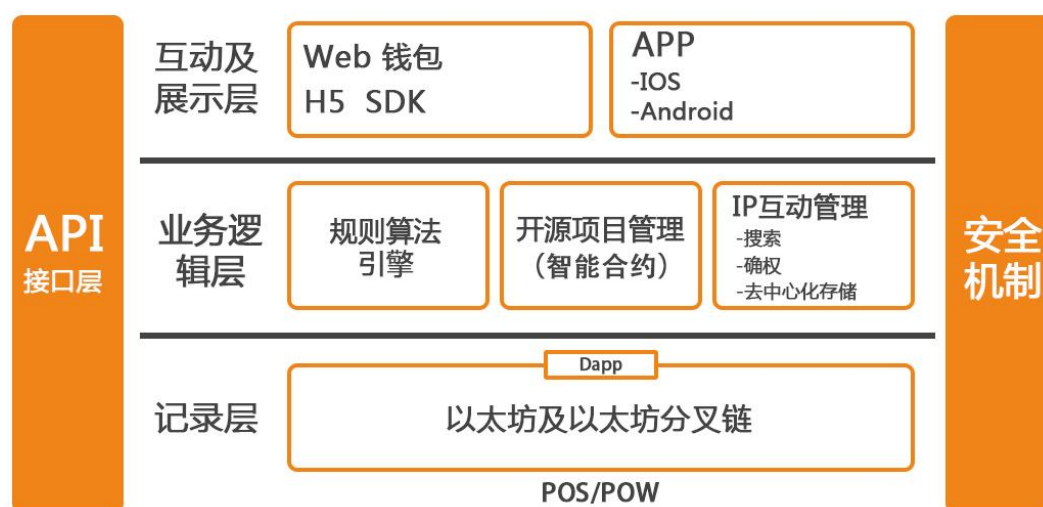 API
接口层
互动及
展示层
Web 钱包
H5 SDK
APP
-IOS
-Android
业务逻
辑层
规则算法
引擎
开源项目管理
（智能合约）
IP互动管理
-搜索
-确权
-去中心化存储
记录层
Dapp
以太坊及以太坊分叉链
POS/POW
安全
机制